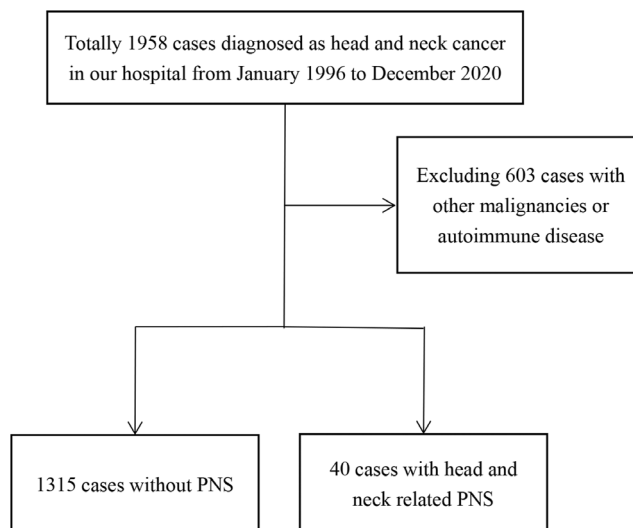 Totally 1958 cases diagnosed as head and neck cancer
in our hospital from January 1996 to December 2020
Excluding 603 cases with
other malignancies or
autoimmune disease
1315 cases without PNS
40 cases with head and
neck related PNS